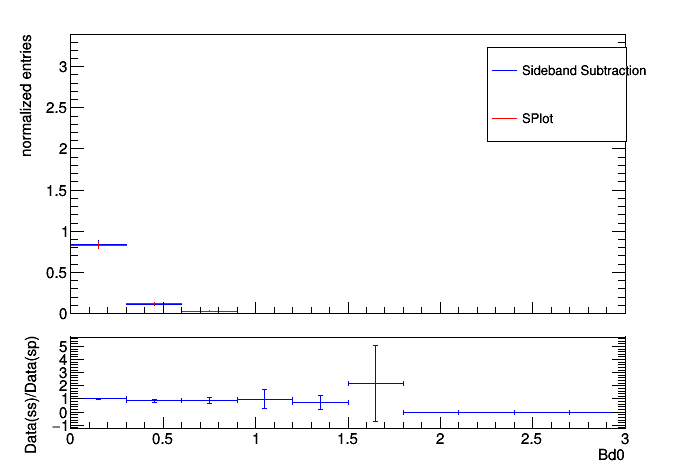 normalized entries
3
2.5
2
1.5
1
0.5
0
Sideband Subtraction
SPlot
Data(ss)/Data(sp)
5
4
3
2
1
0
−1
0 0.5 1 1.5 2 2.5 3
Bd0